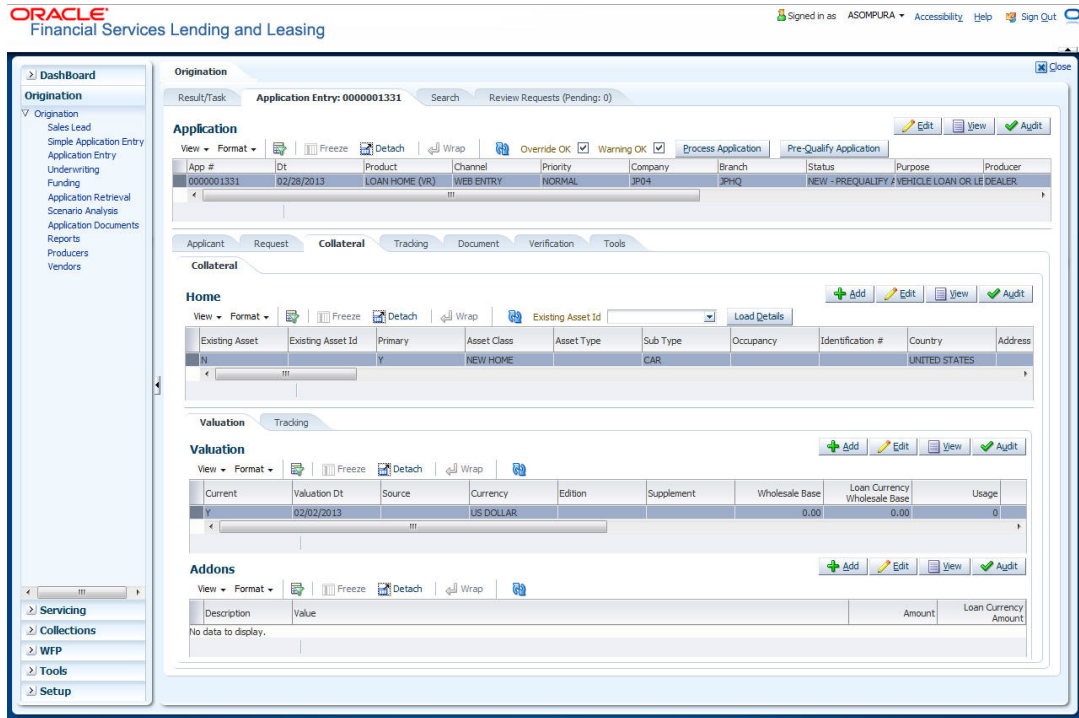 ORACLE
Financial Services Lending and Leasing
Signed in as ASOMPURA Accessibility Help Sign Out
Close
DashBoard
Origination
Origination
Sales Lead
Simple Application Entry
Application Entry
Underwriting
Funding
Application Retrieval
Scenario Analysis
Application Documents
Reports
Producers
Vendors
Servicing
Collections
WFP
Tools
Setup
Origination
Result/Task Application Entry: 0000001331 Search Review Requests (Pending: 0)
Application
Edit View Audit
View Format Freeze Detach Wrap Override OK Warning OK Process Application Pre-Qualify Application
App # Dt Product Channel Priority Company Branch Status Purpose Producer
0000001331 02/28/2013 LOAN HOME (VR) WEB ENTRY NORMAL JP04 JPHQ NEW - PREQUALIFY A VEHICLE LOAN OR LE DEALER
Applicant Request Collateral Tracking Document Verification Tools
Collateral
Home
Add Edit View Audit
View Format Freeze Detach Wrap Existing Asset Id Load Details
Existing Asset Existing Asset Id Primary Asset Class Asset Type Sub Type Occupancy Identification # Country Address
N Y NEW HOME CAR UNITED STATES
Valuation Tracking
Valuation
Add Edit View Audit
View Format Freeze Detach Wrap
Current Valuation Dt Source Currency Edition Supplement Wholesale Base Loan Currency Wholesale Base Usage
Y 02/02/2013 US DOLLAR 0.00 0.00 0
Addons
Add Edit View Audit
View Format Freeze Detach Wrap
Description Value Amount Loan Currency Amount
No data to display.